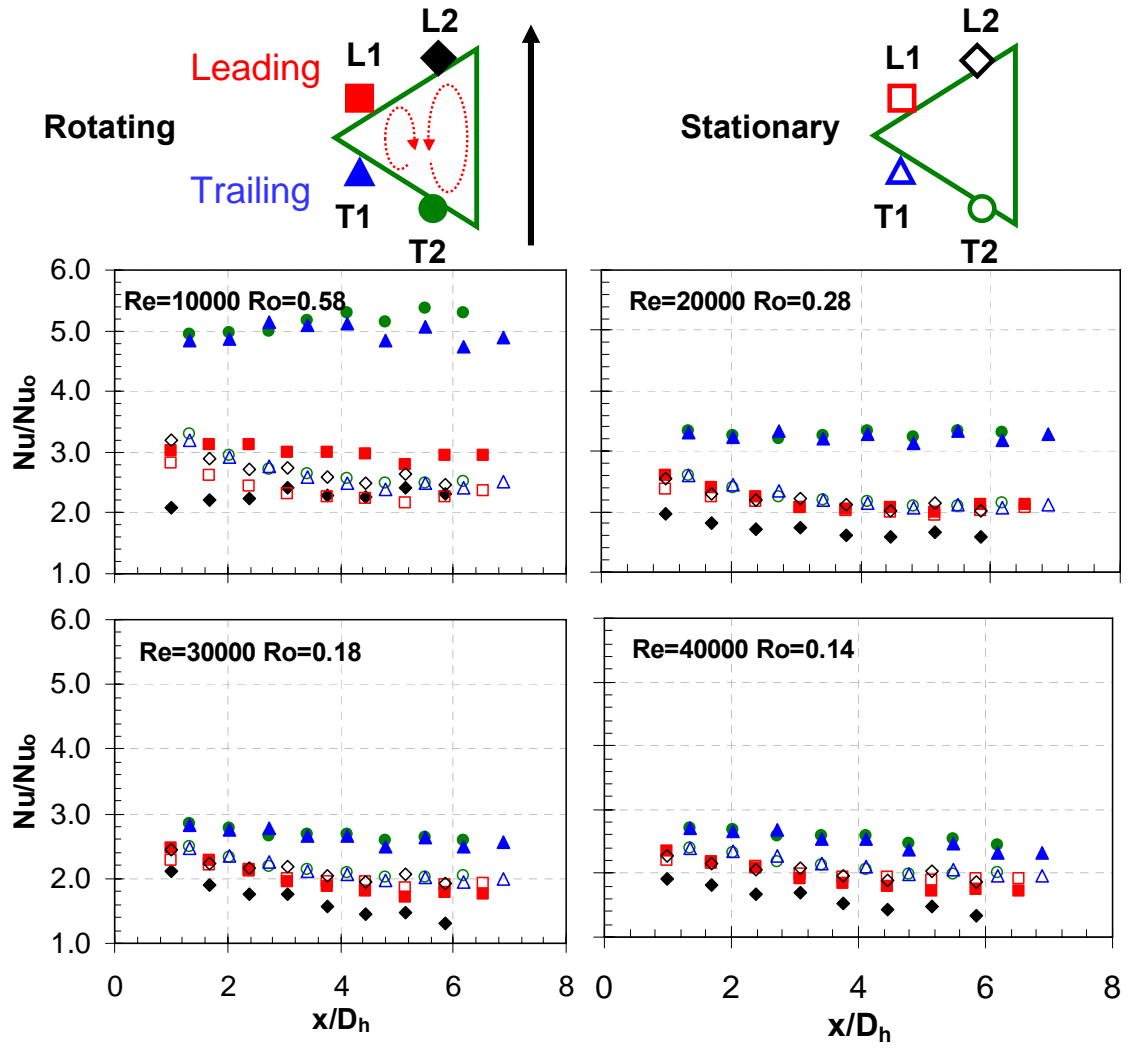 L2
L2
L1
L1
Leading
Rotating
Stationary
Trailing
T1
T1
T2
T2
6.0
Re=10000 Ro=0.58
Re=20000 Ro=0.28
5.0
4.0
Nu/Nuo
3.0
2.0
1.0
6.0
Re=30000 Ro=0.18
Re=40000 Ro=0.14
5.0
4.0
Nu/Nuo
3.0
2.0
1.0
0 2 4 6 8
0 2 4 6 8
x/Dh
x/Dh